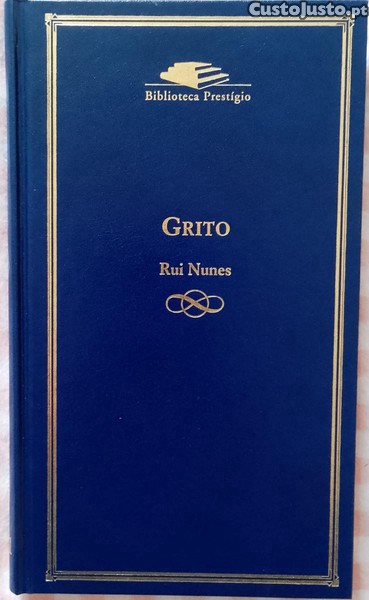 CustoJusto.pt
Biblioteca Prestígio
GRITO
Rui Nunes